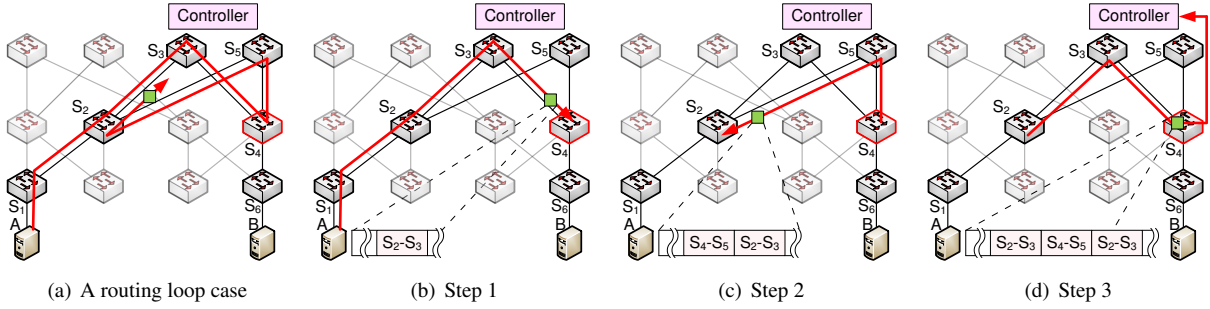 Controller
S3
S5
S2
S4
S1
S6
A
B
(a) A routing loop case
Controller
S3
S5
S2
S4
S1
S6
A
B
S2-S3
(b) Step 1
Controller
S3
S5
S2
S4
S1
S6
A
B
S4-S5
S2-S3
(c) Step 2
Controller
S3
S5
S2
S4
S1
S6
A
B
S2-S3
S4-S5
S2-S3
(d) Step 3